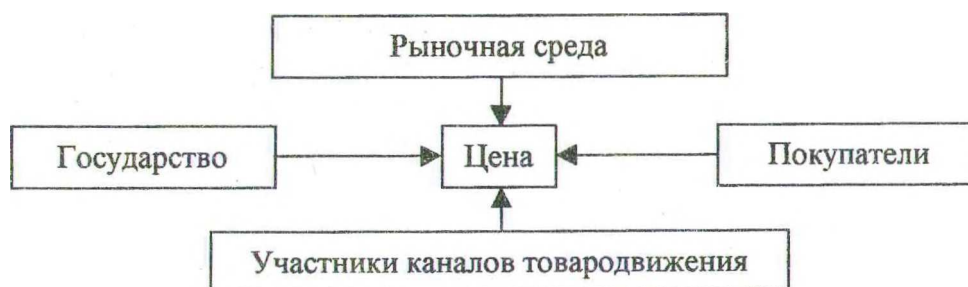 Рыночная среда
Государство
Цена
Покупатели
Участники каналов товародвижения